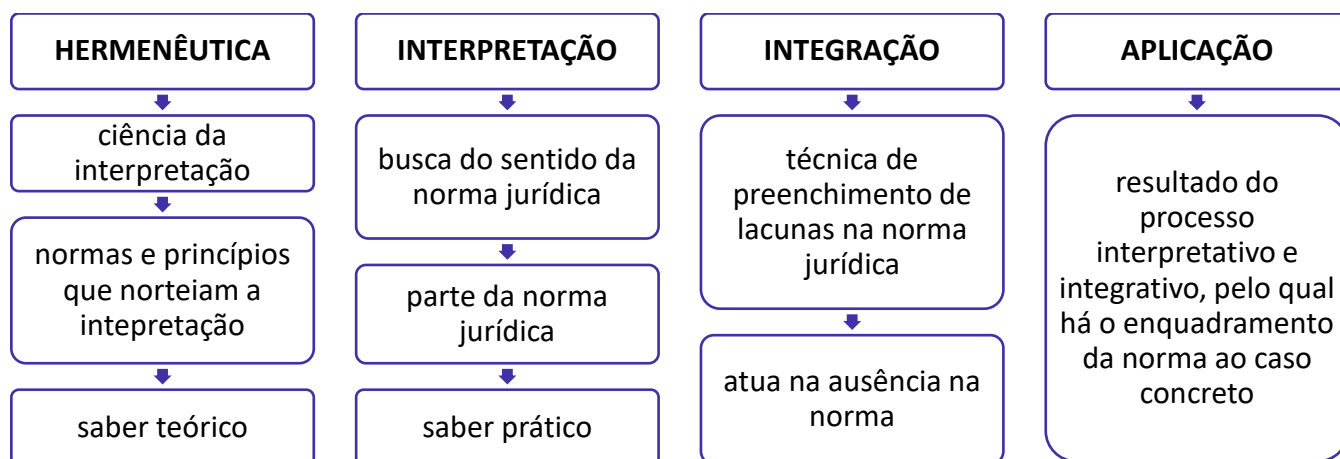 HERMENÊUTICA
ciência da
interpretação
normas e princípios
que norteiam a
intepretação
saber teórico
INTERPRETAÇÃO
busca do sentido da
norma jurídica
parte da norma
jurídica
saber prático
INTEGRAÇÃO
técnica de
preenchimento de
lacunas na norma
jurídica
atua na ausência na
norma
APLICAÇÃO
resultado do
processo
interpretativo e
integrativo, pelo qual
há o enquadramento
da norma ao caso
concreto